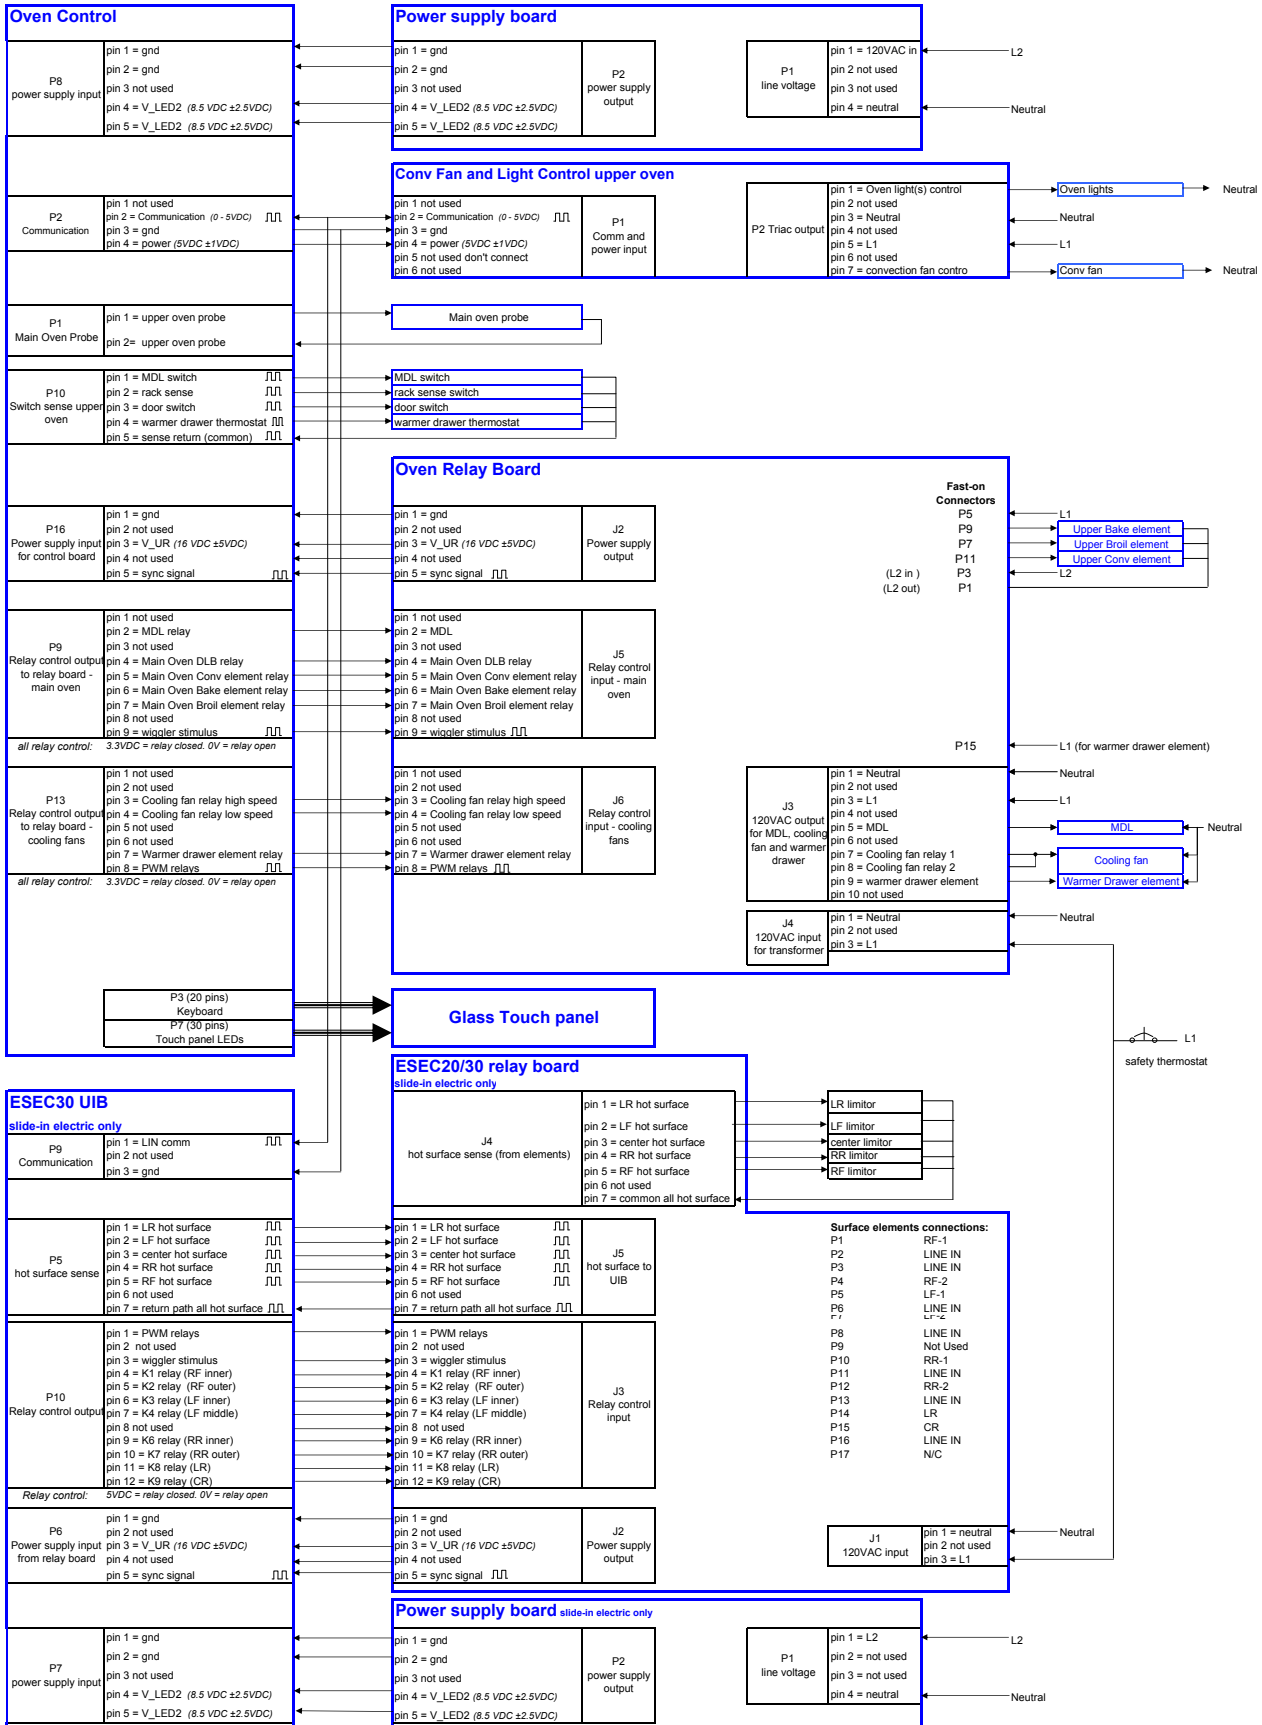 Oven Control
P8
power supply input
pin 1 = gnd
pin 2 = gnd
pin 3 not used
pin 4 = V_LED2 (8.5 VDC ±2.5VDC)
pin 5 = V_LED2 (8.5 VDC ±2.5VDC)
Power supply board
pin 1 = gnd
pin 2 = gnd
pin 3 not used
pin 4 = V_LED2 (8.5 VDC ±2.5VDC)
pin 5 = V_LED2 (8.5 VDC ±2.5VDC)
P2
power supply
output
P1
line voltage
pin 1 = 120VAC in
pin 2 not used
pin 3 not used
pin 4 = neutral
L2
Neutral
P2
Communication
pin 1 not used
pin 2 = Communication (0 - 5VDC)
pin 3 = gnd
pin 4 = power (5VDC ±1VDC)
Conv Fan and Light Control upper oven
pin 1 not used
pin 2 = Communication (0 - 5VDC)
pin 3 = gnd
pin 4 = power (5VDC ±1VDC)
pin 5 not used don't connect
pin 6 not used
P1
Comm and
power input
P2 Triac output
pin 1 = Oven light(s) control
pin 2 not used
pin 3 = Neutral
pin 4 not used
pin 5 = L1
pin 6 not used
pin 7 = convection fan contro
Oven lights
Neutral
Neutral
L1
Conv fan
Neutral
P1
Main Oven Probe
pin 1 = upper oven probe
pin 2= upper oven probe
Main oven probe
P10
Switch sense upper
oven
pin 1 = MDL switch
pin 2 = rack sense
pin 3 = door switch
pin 4 = warmer drawer thermostat
pin 5 = sense return (common)
MDL switch
rack sense switch
door switch
warmer drawer thermostat
Oven Relay Board
P16
Power supply input
for control board
pin 1 = gnd
pin 2 not used
pin 3 = V_UR (16 VDC ±5VDC)
pin 4 not used
pin 5 = sync signal
pin 1 = gnd
pin 2 not used
pin 3 = V_UR (16 VDC ±5VDC)
pin 4 not used
pin 5 = sync signal
J2
Power supply
output
Fast-on
Connectors
P5
P9
P7
P11
(L2 in ) P3
(L2 out) P1
L1
Upper Bake element
Upper Broil element
Upper Conv element
L2
P9
Relay control output
to relay board -
main oven
pin 1 not used
pin 2 = MDL relay
pin 3 not used
pin 4 = Main Oven DLB relay
pin 5 = Main Oven Conv element relay
pin 6 = Main Oven Bake element relay
pin 7 = Main Oven Broil element relay
pin 8 not used
pin 9 = wiggler stimulus
all relay control: 3.3VDC = relay closed. 0V = relay open
pin 1 not used
pin 2 = MDL
pin 3 not used
pin 4 = Main Oven DLB relay
pin 5 = Main Oven Conv element relay
pin 6 = Main Oven Bake element relay
pin 7 = Main Oven Broil element relay
pin 8 not used
pin 9 = wiggler stimulus
J5
Relay control
input - main
oven
P15
L1 (for warmer drawer element)
P13
Relay control output
to relay board -
cooling fans
pin 1 not used
pin 2 not used
pin 3 = Cooling fan relay high speed
pin 4 = Cooling fan relay low speed
pin 5 not used
pin 6 not used
pin 7 = Warmer drawer element relay
pin 8 = PWM relays
all relay control: 3.3VDC = relay closed. 0V = relay open
pin 1 not used
pin 2 not used
pin 3 = Cooling fan relay high speed
pin 4 = Cooling fan relay low speed
pin 5 not used
pin 6 not used
pin 7 = Warmer drawer element relay
pin 8 = PWM relays
J6
Relay control
input - cooling
fans
J3
120VAC output
for MDL, cooling
fan and warmer
drawer
pin 1 = Neutral
pin 2 not used
pin 3 = L1
pin 4 not used
pin 5 = MDL
pin 6 not used
pin 7 = Cooling fan relay 1
pin 8 = Cooling fan relay 2
pin 9 = warmer drawer element
pin 10 not used
Neutral
L1
MDL
Neutral
Cooling fan
Warmer Drawer element
J4
120VAC input
for transformer
pin 1 = Neutral
pin 2 not used
pin 3 = L1
Neutral
P3 (20 pins)
Keyboard
P7 (30 pins)
Touch panel LEDs
Glass Touch panel
L1
safety thermostat
ESEC30 UIB
slide-in electric only
P9
Communication
pin 1 = LIN comm
pin 2 not used
pin 3 = gnd
ESEC20/30 relay board
slide-in electric only
J4
hot surface sense (from elements)
pin 1 = LR hot surface
pin 2 = LF hot surface
pin 3 = center hot surface
pin 4 = RR hot surface
pin 5 = RF hot surface
pin 6 not used
pin 7 = common all hot surface
LR limitor
LF limitor
center limitor
RR limitor
RF limitor
P5
hot surface sense
pin 1 = LR hot surface
pin 2 = LF hot surface
pin 3 = center hot surface
pin 4 = RR hot surface
pin 5 = RF hot surface
pin 6 not used
pin 7 = return path all hot surface
pin 1 = LR hot surface
pin 2 = LF hot surface
pin 3 = center hot surface
pin 4 = RR hot surface
pin 5 = RF hot surface
pin 6 not used
pin 7 = return path all hot surface
J5
hot surface to
UIB
Surface elements connections:
P1 RF-1
P2 LINE IN
P3 LINE IN
P4 RF-2
P5 LF-1
P6 LINE IN
P7 LF-2
P8 LINE IN
P9 Not Used
P10 RR-1
P11 LINE IN
P12 RR-2
P13 LINE IN
P14 LR
P15 CR
P16 LINE IN
P17 N/C
P10
Relay control output
pin 1 = PWM relays
pin 2 not used
pin 3 = wiggler stimulus
pin 4 = K1 relay (RF inner)
pin 5 = K2 relay (RF outer)
pin 6 = K3 relay (LF inner)
pin 7 = K4 relay (LF middle)
pin 8 not used
pin 9 = K6 relay (RR inner)
pin 10 = K7 relay (RR outer)
pin 11 = K8 relay (LR)
pin 12 = K9 relay (CR)
Relay control: 5VDC = relay closed. 0V = relay open
pin 1 = PWM relays
pin 2 not used
pin 3 = wiggler stimulus
pin 4 = K1 relay (RF inner)
pin 5 = K2 relay (RF outer)
pin 6 = K3 relay (LF inner)
pin 7 = K4 relay (LF middle)
pin 8 not used
pin 9 = K6 relay (RR inner)
pin 10 = K7 relay (RR outer)
pin 11 = K8 relay (LR)
pin 12 = K9 relay (CR)
J3
Relay control
input
P6
Power supply input
from relay board
pin 1 = gnd
pin 2 not used
pin 3 = V_UR (16 VDC ±5VDC)
pin 4 not used
pin 5 = sync signal
pin 1 = gnd
pin 2 not used
pin 3 = V_UR (16 VDC ±5VDC)
pin 4 not used
pin 5 = sync signal
J2
Power supply
output
J1
120VAC input
pin 1 = neutral
pin 2 not used
pin 3 = L1
Neutral
Power supply board slide-in electric only
P7
power supply input
pin 1 = gnd
pin 2 = gnd
pin 3 not used
pin 4 = V_LED2 (8.5 VDC ±2.5VDC)
pin 5 = V_LED2 (8.5 VDC ±2.5VDC)
pin 1 = gnd
pin 2 = gnd
pin 3 not used
pin 4 = V_LED2 (8.5 VDC ±2.5VDC)
pin 5 = V_LED2 (8.5 VDC ±2.5VDC)
P2
power supply
output
P1
line voltage
pin 1 = L2
pin 2 = not used
pin 3 = not used
pin 4 = neutral
L2
Neutral